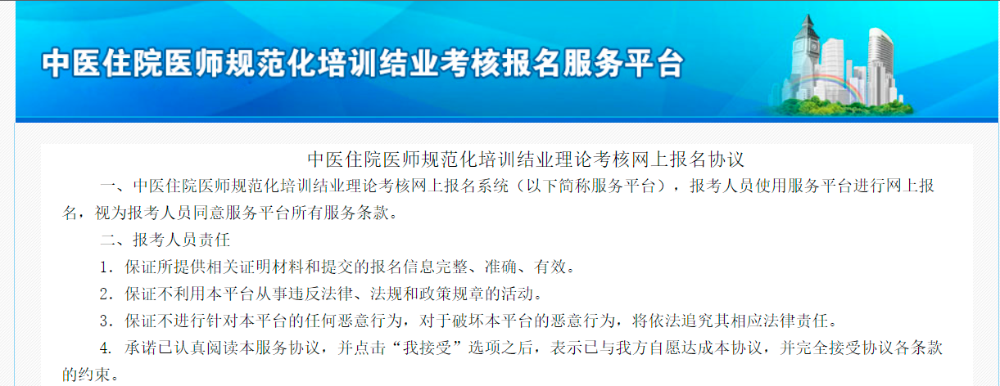 中医住院医师规范化培训结业考核报名服务平台
中医住院医师规范化培训结业理论考核网上报名协议
一、中医住院医师规范化培训结业理论考核网上报名系统（以下简称服务平台），报考人员使用服务平台进行网上报
名，视为报考人员同意服务平台所有服务条款。
二、报考人员责任
1．保证所提供相关证明材料和提交的报名信息完整、准确、有效。
2．保证不利用本平台从事违反法律、法规和政策规章的活动。
3．保证不进行针对本平台的任何恶意行为，对于破坏本平台的恶意行为，将依法追究其相应法律责任。
4. 承诺已认真阅读本服务协议，并点击“我接受”选项之后，表示已与我方自愿达成本协议，并完全接受协议各条款
的约束。